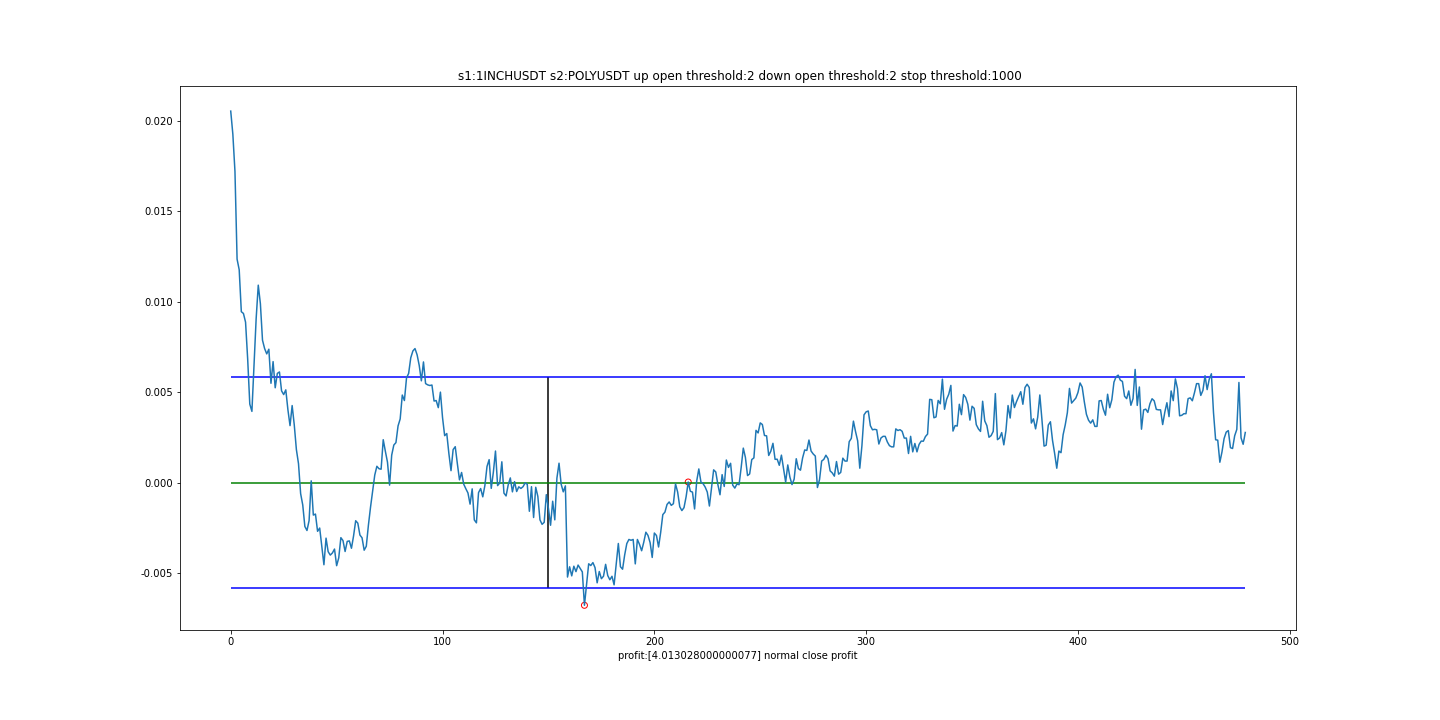 s1:1INCHUSDT s2:POLYUSDT up open threshold:2 down open threshold:2 stop threshold:1000
0.020
0.015
0.010
0.005
0.000
-0.005
0 100 200 300 400 500
profit:[4.013028000000077] normal close profit